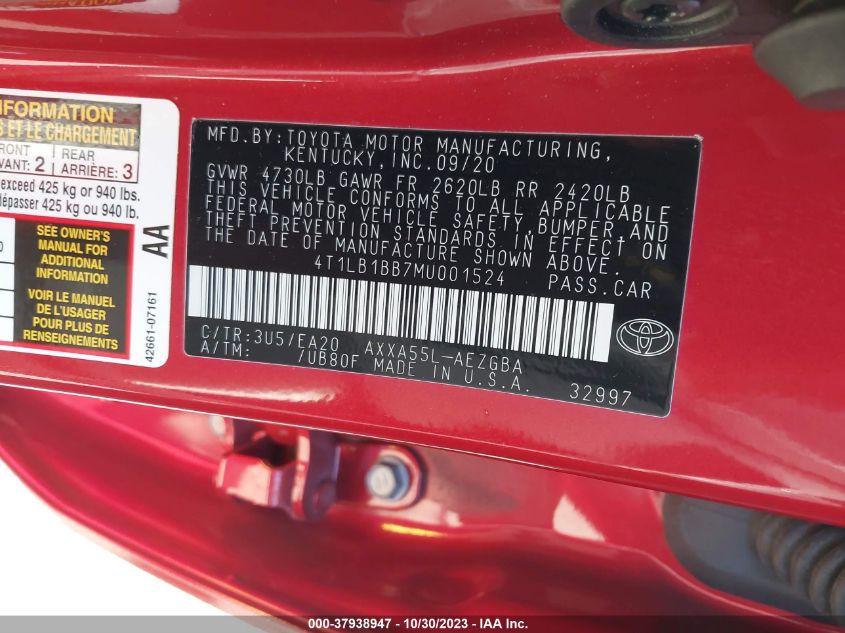 NFORMATION
S ET LE CHARGEMENT
FRONT
VANT: 2
REAR
ARRIÈRE: 3
exceed 425 kg or 940 lbs.
dépasser 425 kg ou 940 lb.
SEE OWNER'S
MANUAL FOR
ADDITIONAL
INFORMATION
VOIR LE MANUEL
DE L'USAGER
POUR PLUS DE
RENSEIGNEMENTS
AA
42661-07161
MFD. BY: TOYOTA MOTOR MANUFACTURING,
KENTUCKY, INC. 09/20
GVWR 4730LB GAWR FR 2620LB RR 2420LB
THIS VEHICLE CONFORMS TO ALL APPLICABLE
FEDERAL MOTOR VEHICLE SAFETY, BUMPER AND
THEFT PREVENTION STANDARDS IN EFFECT ON
THE DATE OF MANUFACTURE SHOWN ABOVE.
4T1LB1BB7MU001524 PASS. CAR
C/TR: 3U5/EA20 AXXA55L-AEZGBA
A/TM: /UB80F MADE IN U.S.A.
32997
TOYOTA
000-37938947 - 10/30/2023 - IAA Inc.